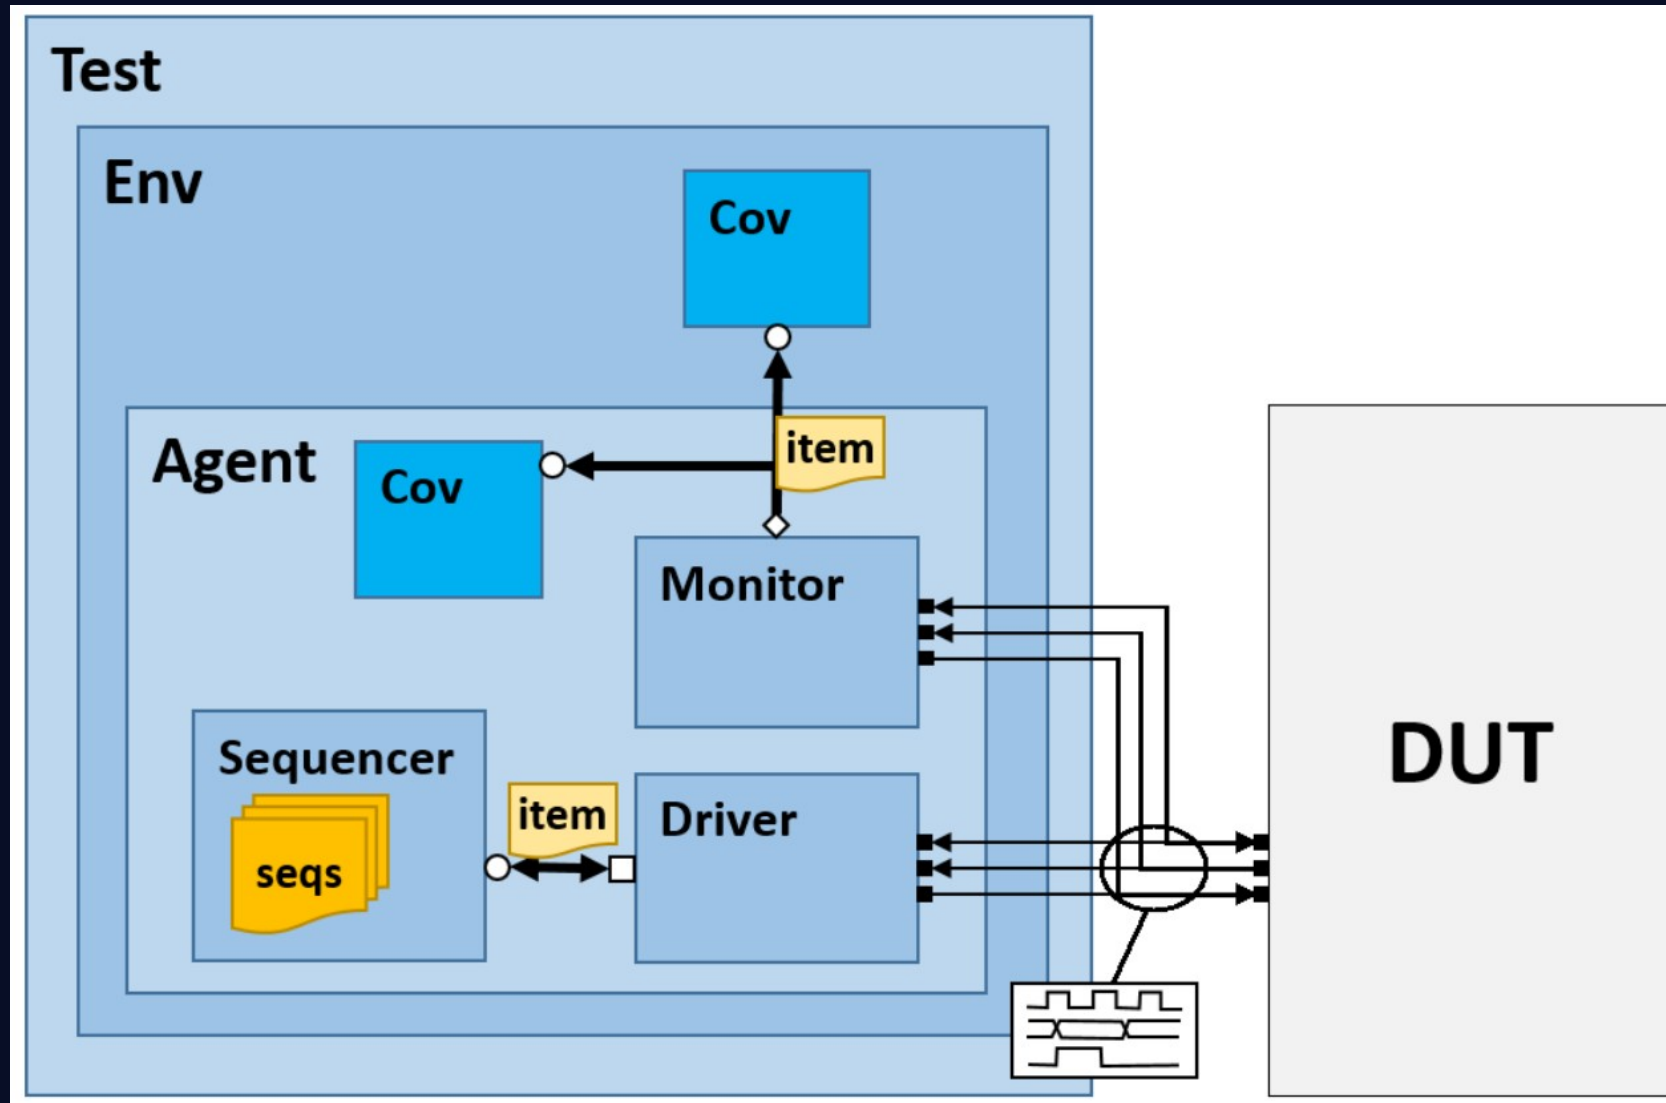 Test
Env
Cov
Agent
Cov
item
Monitor
Sequencer
seqs
item
Driver
DUT